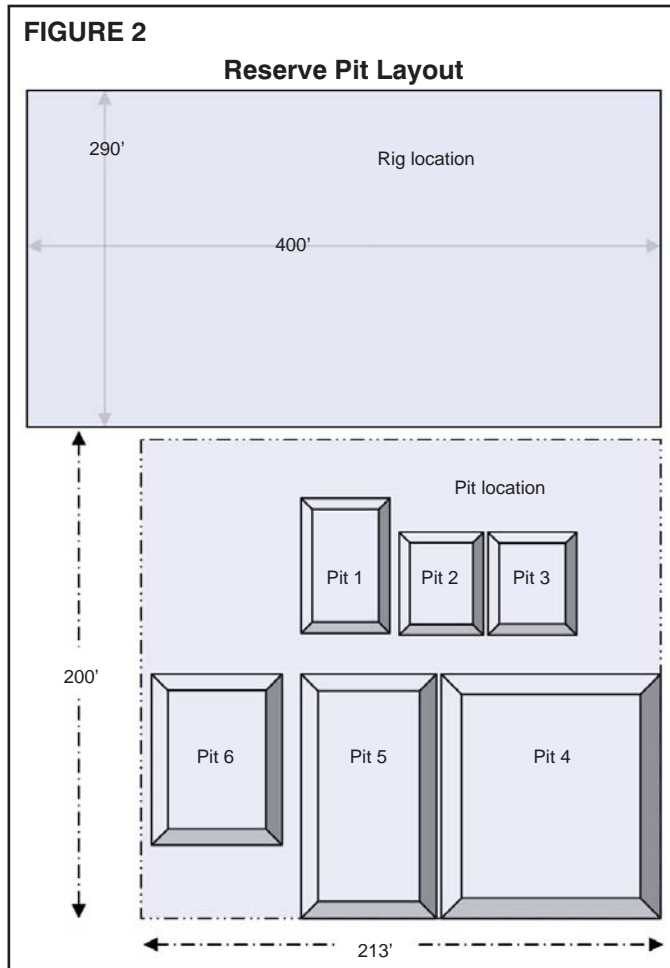 FIGURE 2
Reserve Pit Layout
290’
Rig location
400’
Pit location
Pit 1
Pit 2
Pit 3
200’
Pit 6
Pit 5
Pit 4
213’